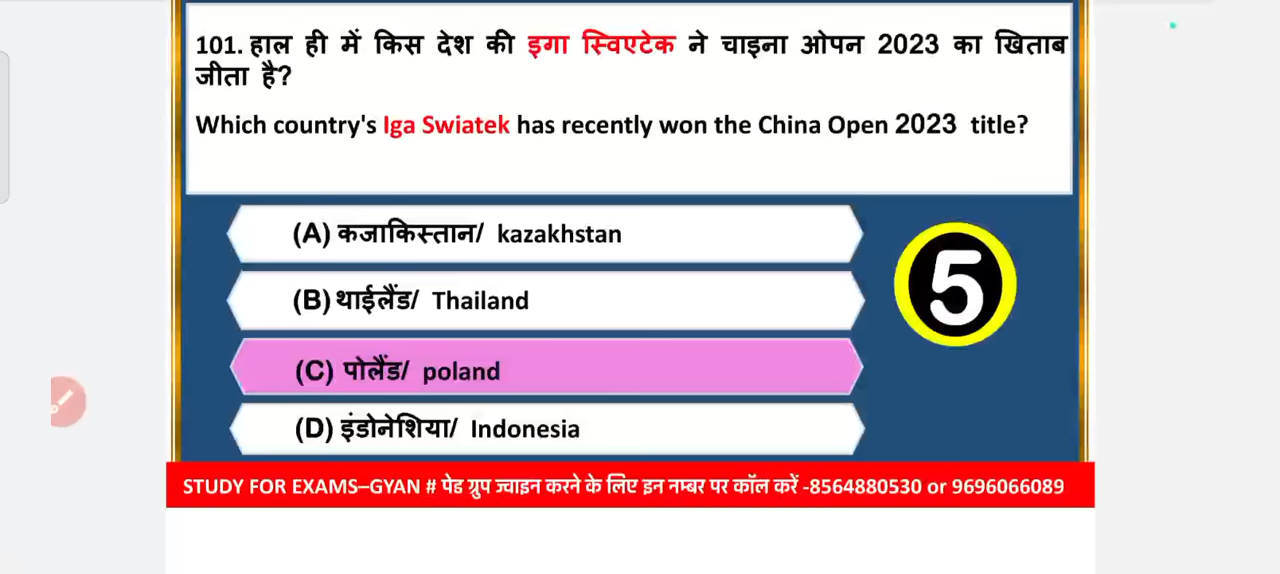 101. हाल ही में किस देश की इगा स्विएटेक ने चाइना ओपन 2023 का खिताब
जीता है?
Which country's Iga Swiatek has recently won the China Open 2023 title?
(A) कजाकिस्तान/ kazakhstan
(B) थाईलैंड/ Thailand
5
(C) पोलैंड/ poland
(D) इंडोनेशिया/ Indonesia
STUDY FOR EXAMS–GYAN # पेड ग्रुप ज्वाइन करने के लिए इन नम्बर पर कॉल करें -8564880530 or 9696066089